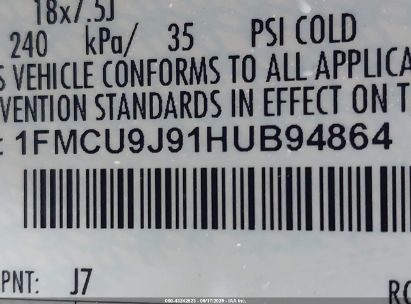 18x7.5J
240 kPa/ 35 PSI COLD
S VEHICLE CONFORMS TO ALL APPLICA
VENTION STANDARDS IN EFFECT ON T
: 1FMCU9J91HUB94864
PNT: J7
RC